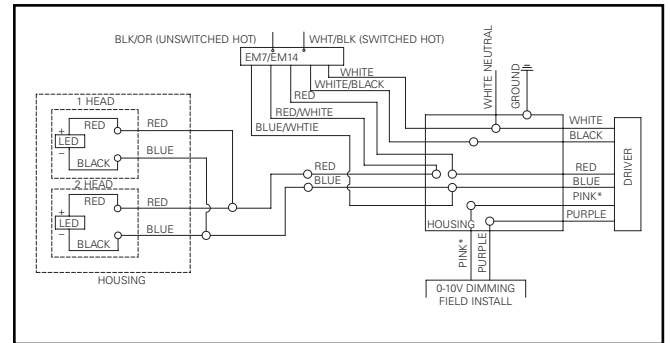 BLK/OR (UNSWITCHED HOT)
WHT/BLK (SWITCHED HOT)
EM7/EM14
WHITE
WHITE/BLACK
RED
RED/WHITE
BLUE/WHTIE
WHITE NEUTRAL
GROUND
1 HEAD
+
RED
RED
LED
–
BLACK
BLUE
2 HEAD
+
RED
RED
LED
–
BLACK
BLUE
HOUSING
RED
BLUE
WHITE
BLACK
RED
BLUE
PINK*
PURPLE
DRIVER
HOUSING
PINK*
PURPLE
0-10V DIMMING
FIELD INSTALL